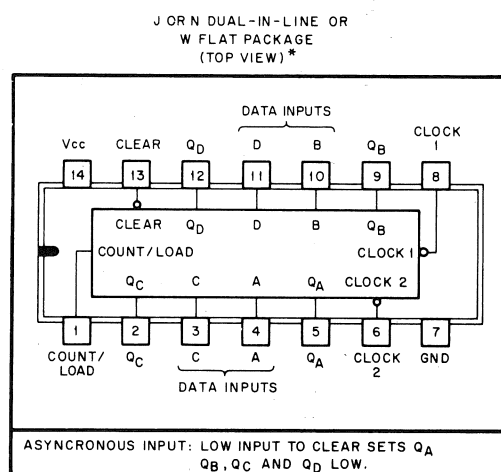 J OR N DUAL-IN-LINE OR
W FLAT PACKAGE
(TOP VIEW)*
DATA INPUTS
Vcc CLEAR QD D B QB CLOCK 1
14 13 12 11 10 9 8
CLEAR QD D B QB
COUNT/LOAD CLOCK 1
QC C A QA CLOCK 2
1 2 3 4 5 6 7
COUNT/LOAD QC C A QA CLOCK 2 GND
DATA INPUTS
ASYNCRONOUS INPUT: LOW INPUT TO CLEAR SETS QA
QB, QC AND QD LOW.